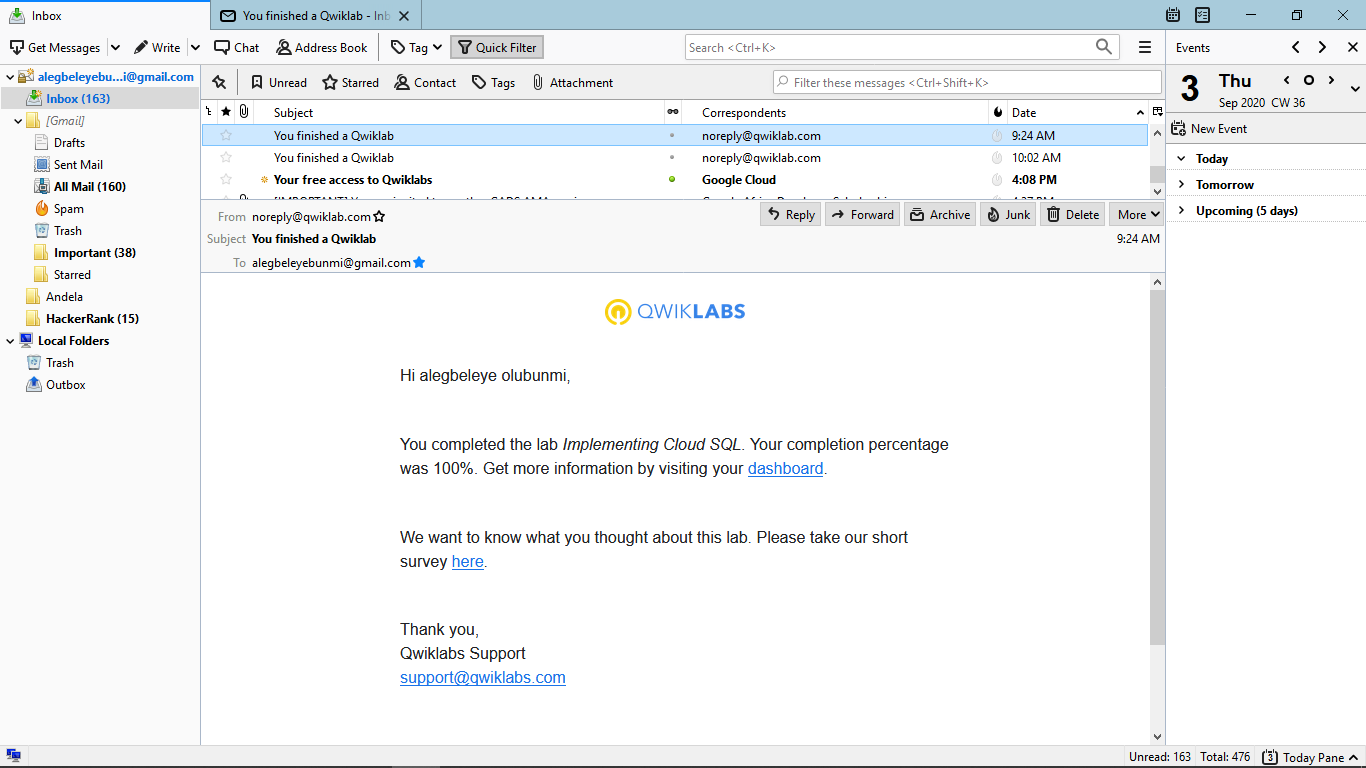 Inbox
You finished a Qwiklab - Inb
Get Messages
Write
Chat
Address Book
Tag
Quick Filter
Search <Ctrl+K>
Events
alegbeleyebu...i@gmail.com
Inbox (163)
[Gmail]
Drafts
Sent Mail
All Mail (160)
Spam
Trash
Important (38)
Starred
Andela
HackerRank (15)
Local Folders
Trash
Outbox
Unread
Starred
Contact
Tags
Attachment
Filter these messages <Ctrl+Shift+K>
Subject Correspondents Date
You finished a Qwiklab noreply@qwiklab.com 9:24 AM
You finished a Qwiklab noreply@qwiklab.com 10:02 AM
Your free access to Qwiklabs Google Cloud 4:08 PM
From noreply@qwiklab.com
Reply
Forward
Archive
Junk
Delete
More
Subject You finished a Qwiklab 9:24 AM
To alegbeleyebunmi@gmail.com
QWIKLABS
Hi alegbeleye olubunmi,
You completed the lab Implementing Cloud SQL. Your completion percentage
was 100%. Get more information by visiting your dashboard.
We want to know what you thought about this lab. Please take our short
survey here.
Thank you,
Qwiklabs Support
support@qwiklabs.com
3 Thu
Sep 2020 CW 36
New Event
Today
Tomorrow
Upcoming (5 days)
Unread: 163 Total: 476
3 Today Pane